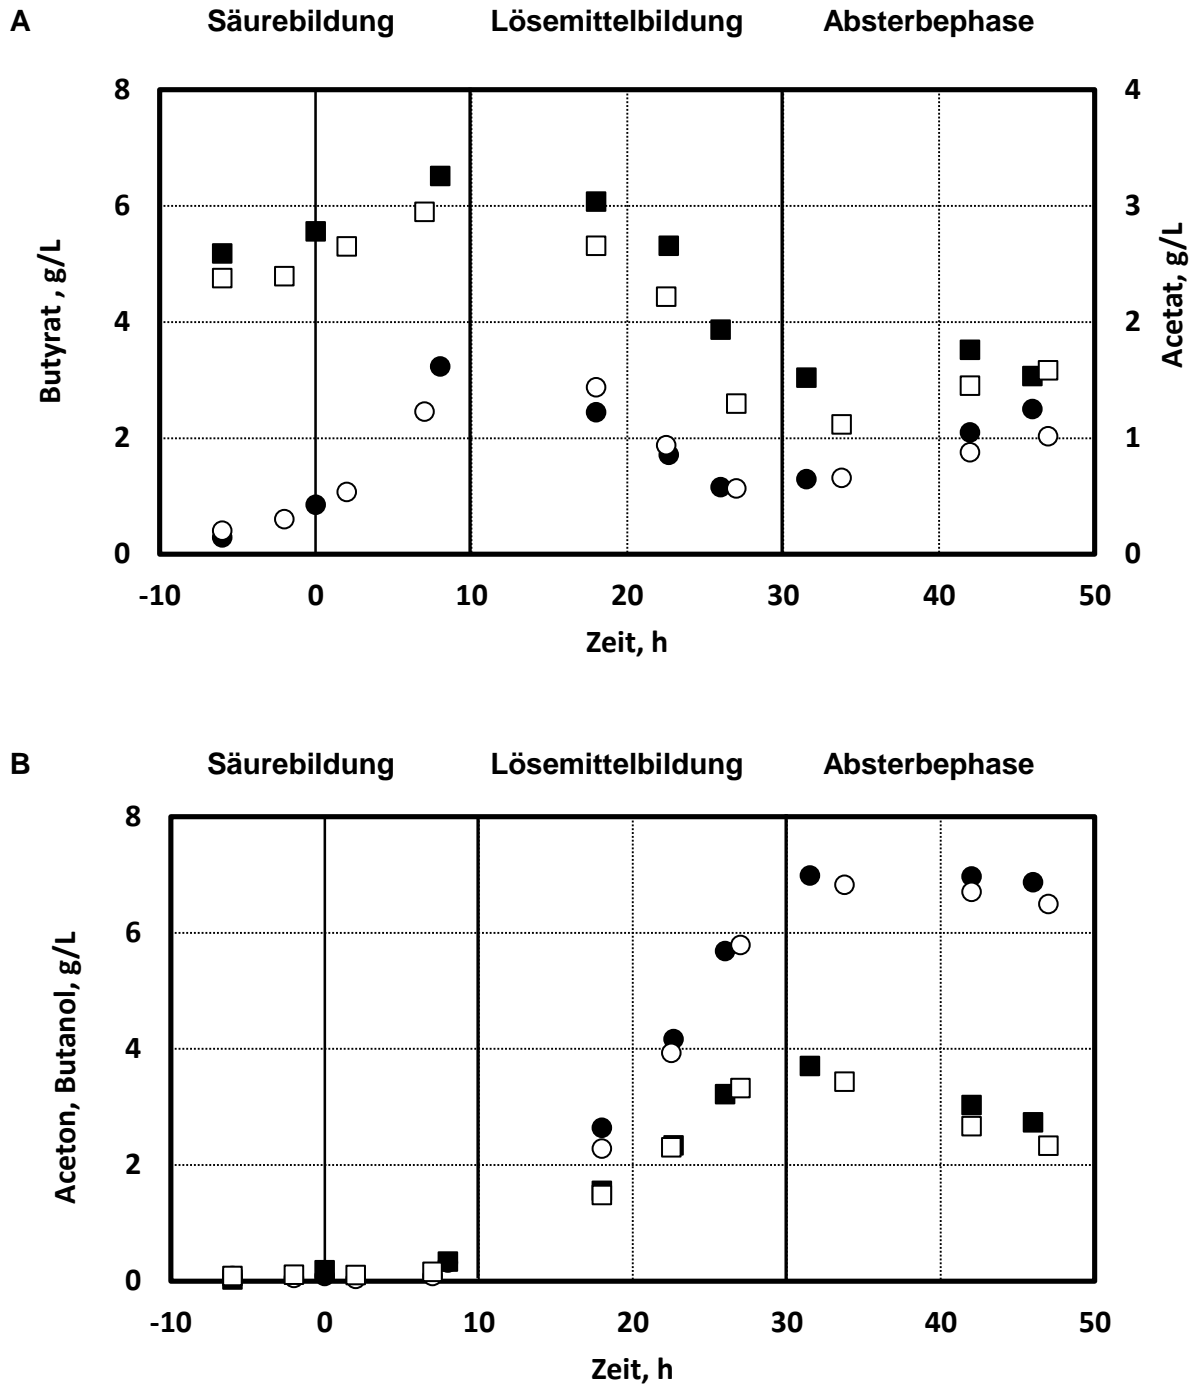 A Säurebildung Lösemittelbildung Absterbephase
8 4
6 3
4 2
2 1
0 0
Butyrat , g/L
Acetat, g/L
-10 0 10 20 30 40 50
Zeit, h
B Säurebildung Lösemittelbildung Absterbephase
8
6
4
2
0
Aceton, Butanol, g/L
-10 0 10 20 30 40 50
Zeit, h